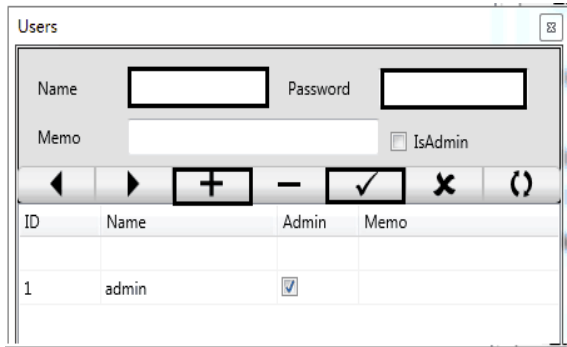 Users
Name Password
Memo IsAdmin
ID Name Admin Memo
1 admin